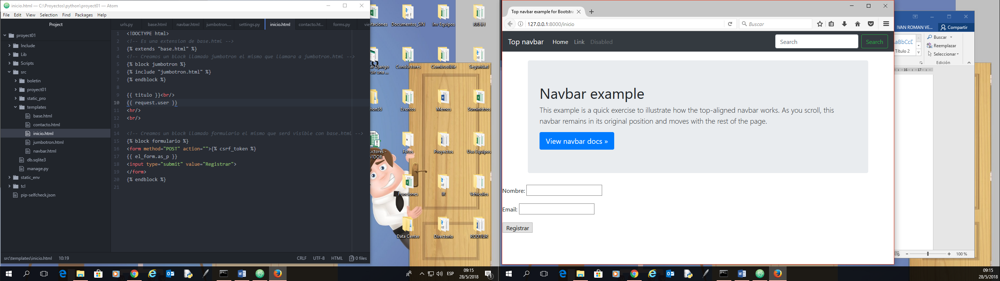 inicio.html — C:\Proyectos\python\proyect01 — Atom
File Edit View Selection Find Packages Help
Project
proyect01
Include
Lib
Scripts
src
boletin
proyect01
static_pro
templates
base.html
contacto.html
inicio.html
jumbotron.html
navbar.html
db.sqlite3
manage.py
static_env
tcl
pip-selfcheck.json
urls.py base.html navbar.html jumbotron.... settings.py inicio.html contacto.ht... forms.py vie
1 <!DOCTYPE html>
2 <!-- Es una extension de base.html -->
3 {% extends "base.html" %}
4 <!-- Creamos un block llamado jumbotron el mismo que llamara a jumbotron.html -->
5 {% block jumbotron %}
6 {% include "jumbotron.html" %}
7 {% endblock %}
8
9 {{ titulo }}<br/>
10 {{ request.user }}
11 <hr/>
12 <br/>
13
14 <!-- Creamos un block llamado formulario el mismo que será visible con base.html -->
15 {% block formulario %}
16 <form method="POST" action="">{% csrf_token %}
17 {{ el_form.as_p }}
18 <input type="submit" value="Registrar">
19 </form>
20 {% endblock %}
21
src\templates\inicio.html 10:19 CRLF UTF-8 HTML 0 files
itaciones Documentos_SIN Inv Equipos RRHH
ar Django
uir una ...
Conductores Combustible Seguridad
hon36 Eventos Memos Suministros
uctores -
VIDOR
Fotos Proyectos Uso Equipos
Funciones IR Vehiculos
Data Center Directorio RODTIUR
ESP
09:15
28/5/2018
1
Top navbar example for Bootstra
127.0.0.1:8000/inicio
Buscar
Top navbar Home Link Disabled Search Search
Navbar example
This example is a quick exercise to illustrate how the top-aligned navbar works. As you scroll, this
navbar remains in its original position and moves with the rest of the page.
View navbar docs »
Nombre:
Email:
Registrar
IVAN ROMAN VE... Compartir
AaBbCcD
Título 2
Buscar
Reemplazar
Seleccionar
Edición
16 17
100 %
09:15
28/5/2018